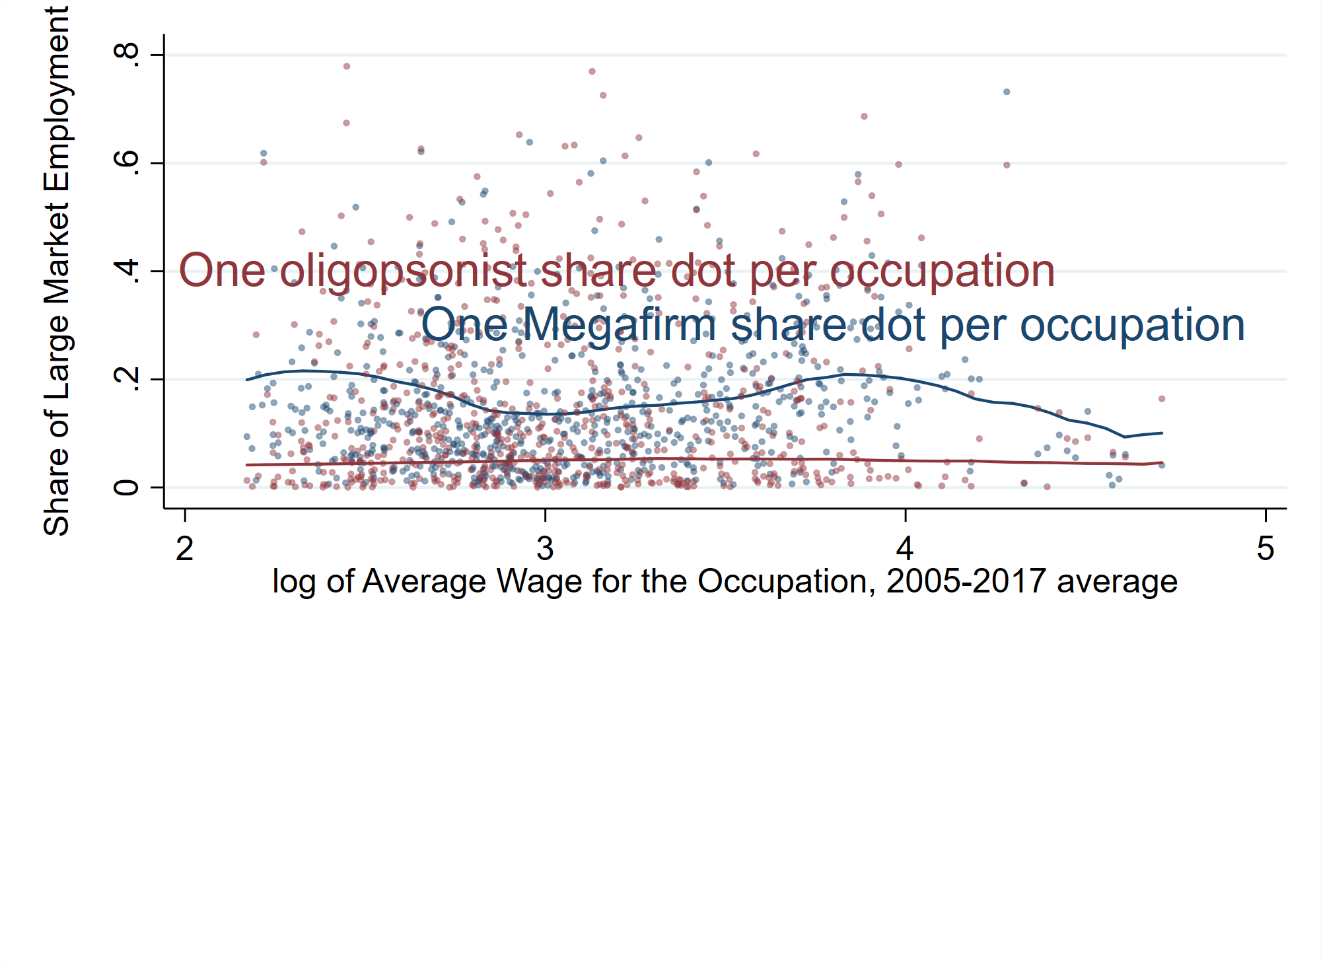 Share of Large Market Employment
.8
.6
.4
.2
0
One oligopsonist share dot per occupation
One Megafirm share dot per occupation
2 3 4 5
log of Average Wage for the Occupation, 2005-2017 average